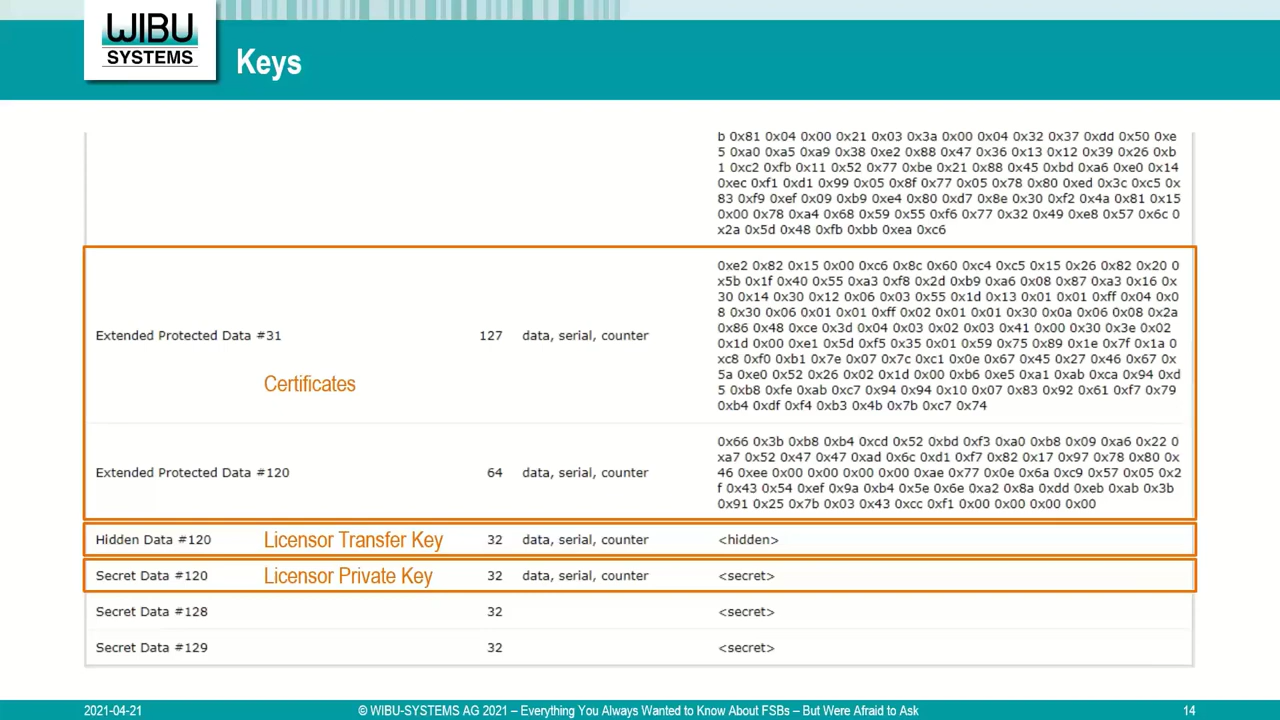 WIBU
SYSTEMS
Keys
b 0x81 0x04 0x00 0x21 0x03 0x3a 0x00 0x04 0x32 0x37 0xdd 0x50 0xe
5 0xa0 0xa5 0xa9 0x38 0xe2 0x88 0x47 0x36 0x13 0x12 0x39 0x26 0xb
1 0xc2 0xfb 0x11 0x52 0x77 0xbe 0x21 0x88 0x45 0xbd 0xa6 0xe0 0x14
0xec 0xf1 0xd1 0x99 0x05 0x8f 0x77 0x05 0x78 0x80 0xed 0x3c 0xc5 0x
83 0xf9 0xef 0x09 0xb9 0xe4 0x80 0xd7 0x8e 0x30 0xf2 0x4a 0x81 0x15
0x00 0x78 0xa4 0x68 0x59 0x55 0xf6 0x77 0x32 0x49 0xe8 0x57 0x6c 0
x2a 0x5d 0x48 0xfb 0xbb 0xea 0xc6
Extended Protected Data #31
127
data, serial, counter
0xe2 0x82 0x15 0x00 0xc6 0x8c 0x60 0xc4 0xc5 0x15 0x26 0x82 0x20 0
x5b 0x1f 0x40 0x55 0xa3 0xf8 0x2d 0xb9 0xa6 0x08 0x87 0xa3 0x16 0x
30 0x14 0x30 0x12 0x06 0x03 0x55 0x1d 0x13 0x01 0x01 0xff 0x04 0x0
8 0x30 0x06 0x01 0x01 0xff 0x02 0x01 0x01 0x30 0x0a 0x06 0x08 0x2a
0x86 0x48 0xce 0x3d 0x04 0x03 0x02 0x03 0x41 0x00 0x30 0x3e 0x02
0x1d 0x00 0xe1 0x5d 0xf5 0x35 0x01 0x59 0x75 0x89 0x1e 0x7f 0x1a 0
xc8 0xf0 0xb1 0x7e 0x07 0x7c 0xc1 0x0e 0x67 0x45 0x27 0x46 0x67 0x
5a 0xe0 0x52 0x26 0x02 0x1d 0x00 0xb6 0xe5 0xa1 0xab 0xca 0x94 0xd
5 0xb8 0xfe 0xab 0xc7 0x94 0x94 0x10 0x07 0x83 0x92 0x61 0xf7 0x79
0xb4 0xdf 0xf4 0xb3 0x4b 0x7b 0xc7 0x74
Certificates
Extended Protected Data #120
64
data, serial, counter
0x66 0x3b 0xb8 0xb4 0xcd 0x52 0xbd 0xf3 0xa0 0xb8 0x09 0xa6 0x22 0
xa7 0x52 0x47 0x47 0xad 0x6c 0xd1 0xf7 0x82 0x17 0x97 0x78 0x80 0x
46 0xee 0x00 0x00 0x00 0x00 0xae 0x77 0x0e 0x6a 0xc9 0x57 0x05 0x2
f 0x43 0x54 0xef 0x9a 0xb4 0x5e 0x6e 0xa2 0x8a 0xdd 0xeb 0xab 0x3b
0x91 0x25 0x7b 0x03 0x43 0xcc 0xf1 0x00 0x00 0x00 0x00
Hidden Data #120 Licensor Transfer Key 32 data, serial, counter <hidden>
Secret Data #120 Licensor Private Key 32 data, serial, counter <secret>
Secret Data #128 32 <secret>
Secret Data #129 32 <secret>
2021-04-21 © WIBU-SYSTEMS AG 2021 – Everything You Always Wanted to Know About FSBs – But Were Afraid to Ask 14